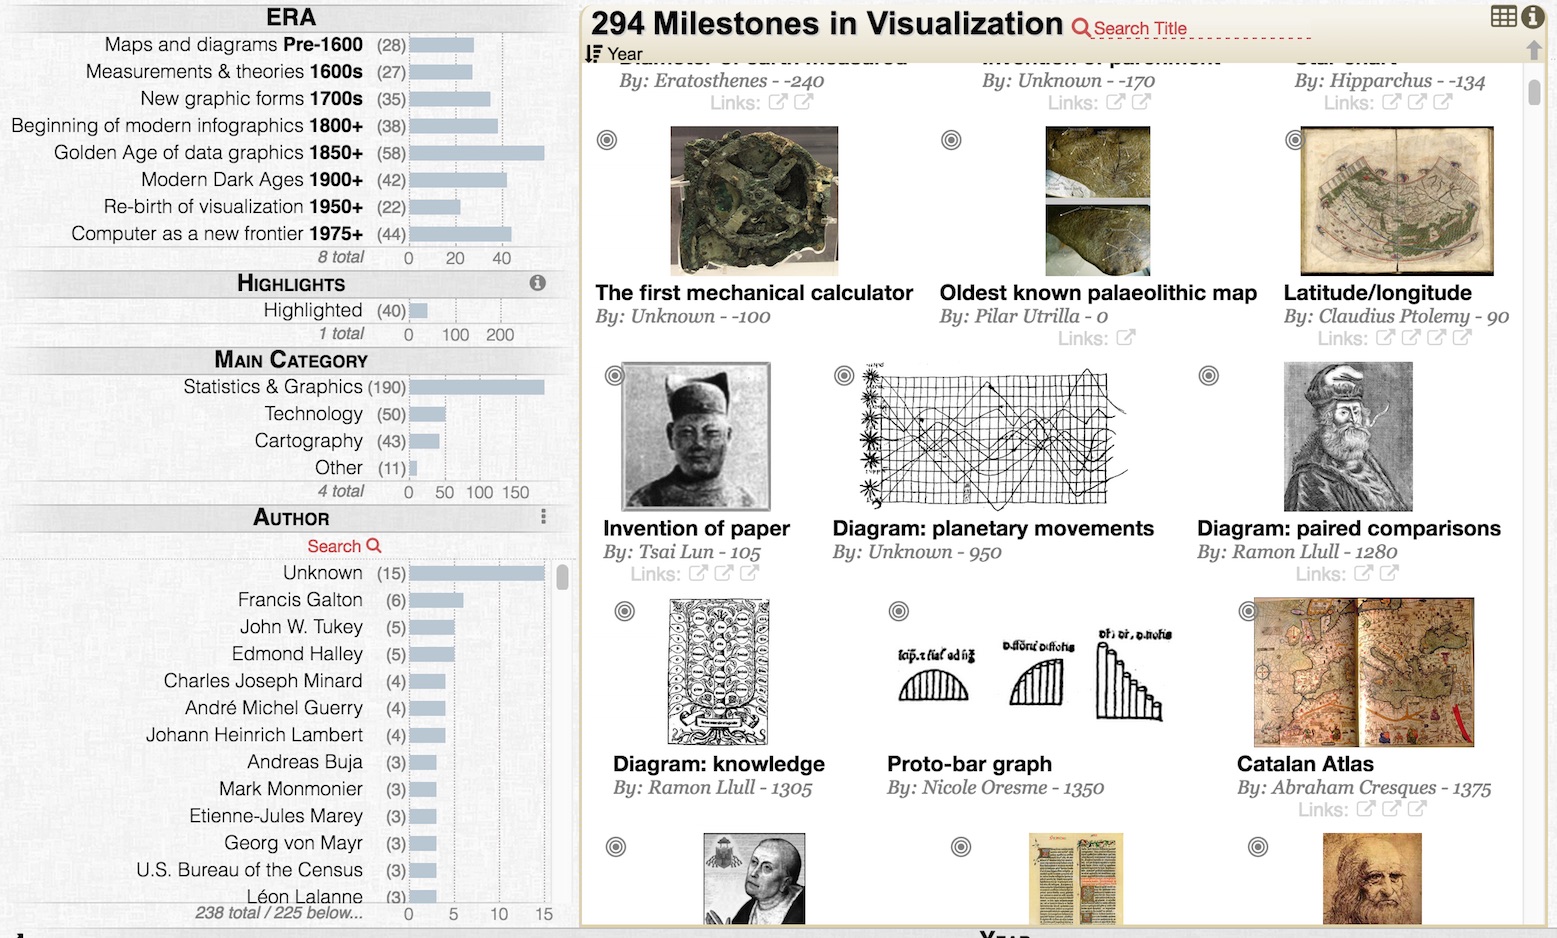 ERA
Maps and diagrams Pre-1600 (28)
Measurements & theories 1600s (27)
New graphic forms 1700s (35)
Beginning of modern infographics 1800+ (38)
Golden Age of data graphics 1850+ (58)
Modern Dark Ages 1900+ (42)
Re-birth of visualization 1950+ (22)
Computer as a new frontier 1975+ (44)
8 total 0 20 40
HIGHLIGHTS
Highlighted (40)
1 total 0 100 200
MAIN CATEGORY
Statistics & Graphics (190)
Technology (50)
Cartography (43)
Other (11)
4 total 0 50 100 150
AUTHOR
Search
Unknown (15)
Francis Galton (6)
John W. Tukey (5)
Edmond Halley (5)
Charles Joseph Minard (4)
André Michel Guerry (4)
Johann Heinrich Lambert (4)
Andreas Buja (3)
Mark Monmonier (3)
Etienne-Jules Marey (3)
Georg von Mayr (3)
U.S. Bureau of the Census (3)
Léon Lalanne (3)
238 total / 225 below... 0 5 10 15
294 Milestones in Visualization Search Title
Year
Diameter of earth measured Invention of parchment Star chart
By: Eratosthenes - -240 By: Unknown - -170 By: Hipparchus - -134
Links: Links: Links:
The first mechanical calculator Oldest known palaeolithic map Latitude/longitude
By: Unknown - -100 By: Pilar Utrilla - 0 By: Claudius Ptolemy - 90
Links: Links:
Invention of paper Diagram: planetary movements Diagram: paired comparisons
By: Tsai Lun - 105 By: Unknown - 950 By: Ramon Llull - 1280
Links: Links:
Diagram: knowledge Proto-bar graph Catalan Atlas
By: Ramon Llull - 1305 By: Nicole Oresme - 1350 By: Abraham Cresques - 1375
Links:
YEAR